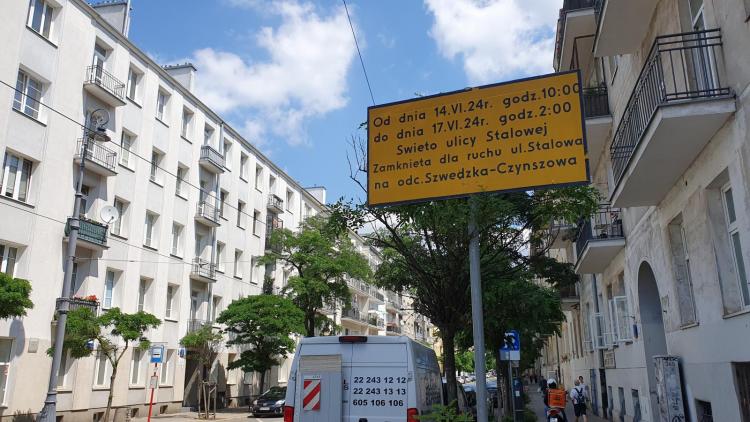 Od dnia 14.VI.24r. godz.10:00
do dnia 17.VI.24r. godz.2:00
Swieto ulicy Stalowej
Zamknieta dla ruchu ul.Stalowa
na odc.Szwedzka-Czynszowa
22 243 12 12
22 243 13 13
605 106 106